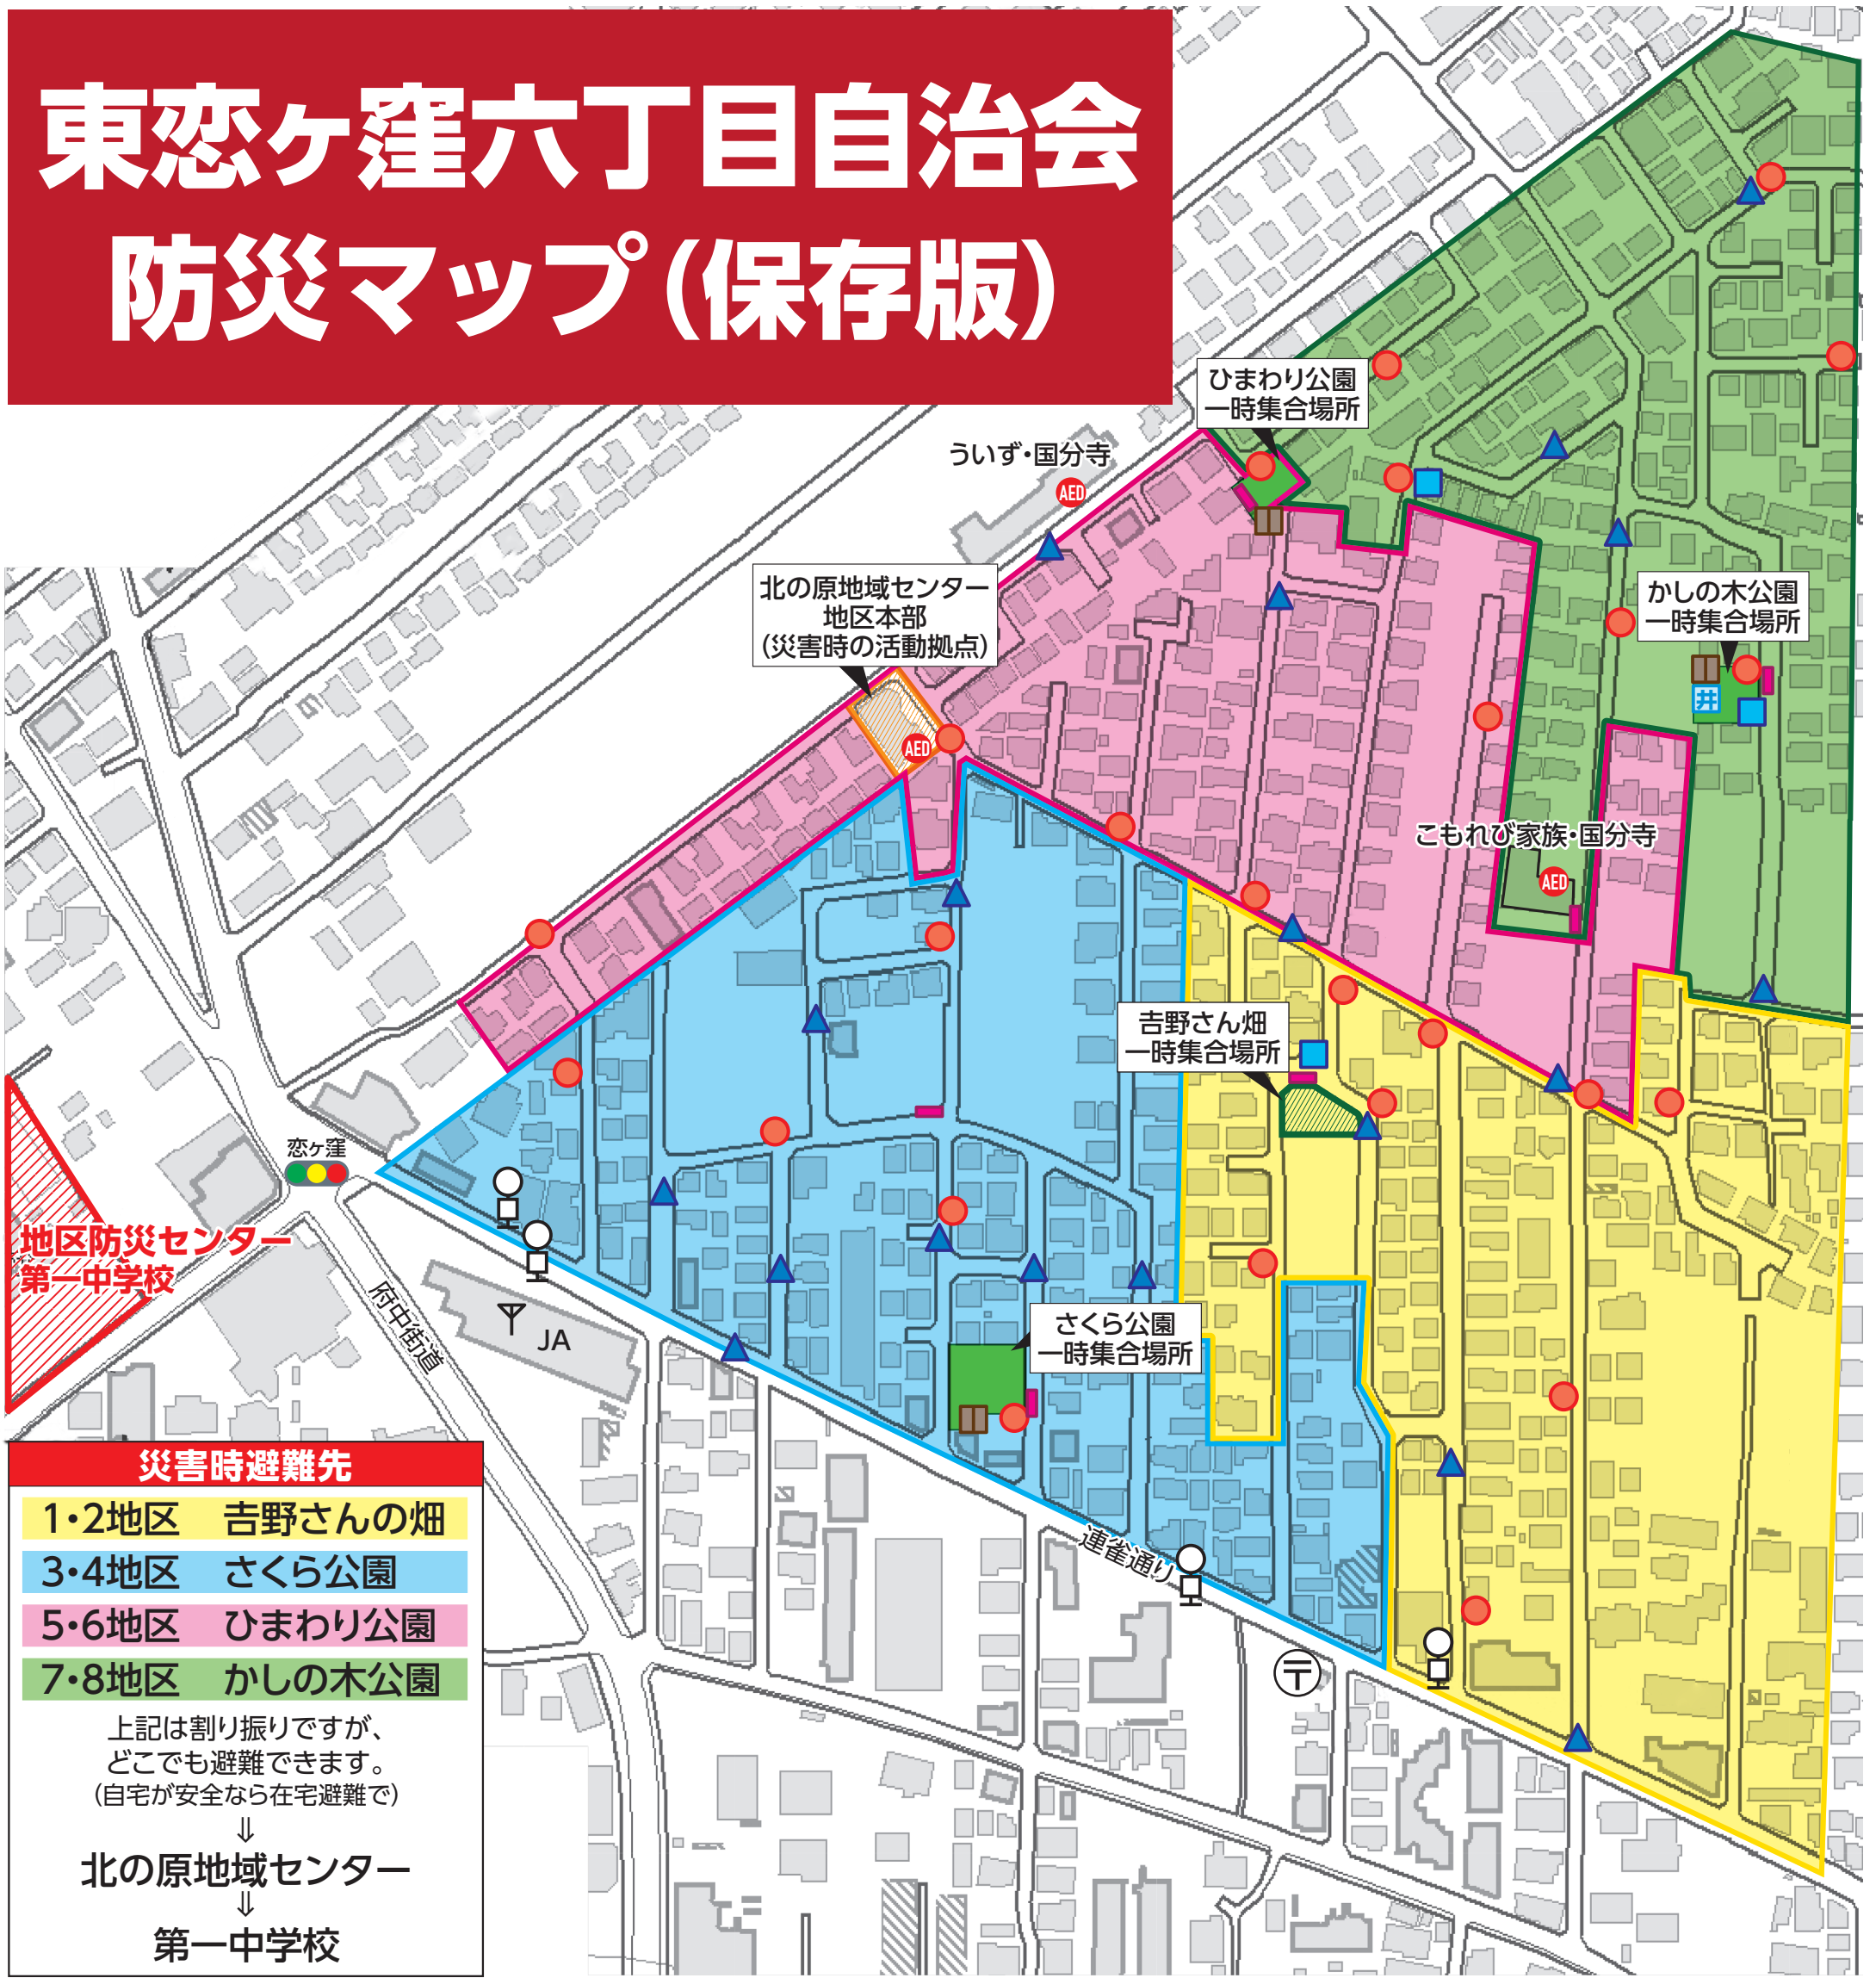 東恋ヶ窪六丁目自治会
防災マップ（保存版）
ひまわり公園
一時集合場所
ういず・国分寺
AED
北の原地域センター
地区本部
（災害時の活動拠点）
AED
かしの木公園
一時集合場所
井
こもれび家族・国分寺
AED
𠮷野さん畑
一時集合場所
恋ヶ窪
地区防災センター
第一中学校
府中街道
JA
さくら公園
一時集合場所
連雀通り
〒
災害時避難先
1・2地区 𠮷野さんの畑
3・4地区 さくら公園
5・6地区 ひまわり公園
7・8地区 かしの木公園
上記は割り振りですが、
どこでも避難できます。
（自宅が安全なら在宅避難で）
⇓
北の原地域センター
⇓
第一中学校